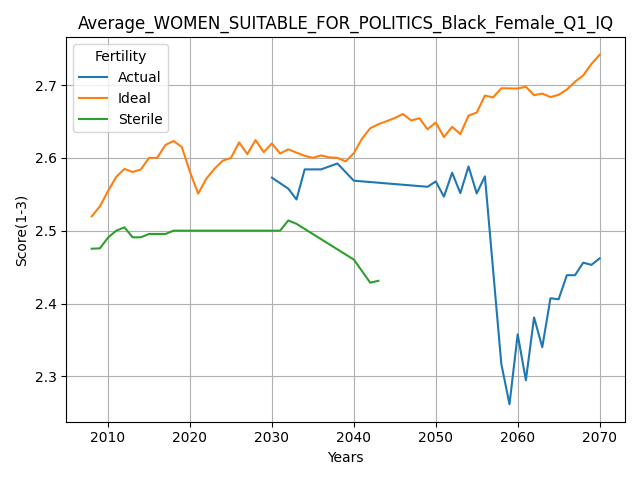 Average_WOMEN_SUITABLE_FOR_POLITICS_Black_Female_Q1_IQ
Fertility
Actual
Ideal
Sterile
Score(1-3)
2.7
2.6
2.5
2.4
2.3
2010 2020 2030 2040 2050 2060 2070
Years